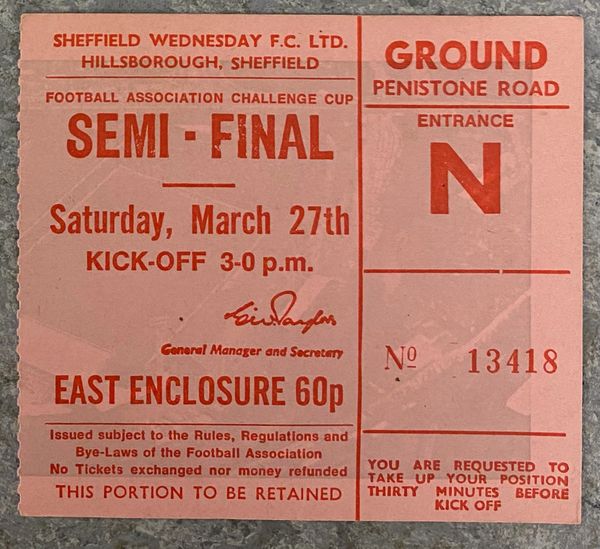 SHEFFIELD WEDNESDAY F.C. LTD.
HILLSBOROUGH, SHEFFIELD
FOOTBALL ASSOCIATION CHALLENGE CUP
SEMI - FINAL
Saturday, March 27th
KICK-OFF 3-0 p.m.
General Manager and Secretary
EAST ENCLOSURE 60p
Issued subject to the Rules, Regulations and
Bye-Laws of the Football Association
No Tickets exchanged nor money refunded
THIS PORTION TO BE RETAINED
GROUND
PENISTONE ROAD
ENTRANCE
N
Nº 13418
YOU ARE REQUESTED TO
TAKE UP YOUR POSITION
THIRTY MINUTES BEFORE
KICK OFF